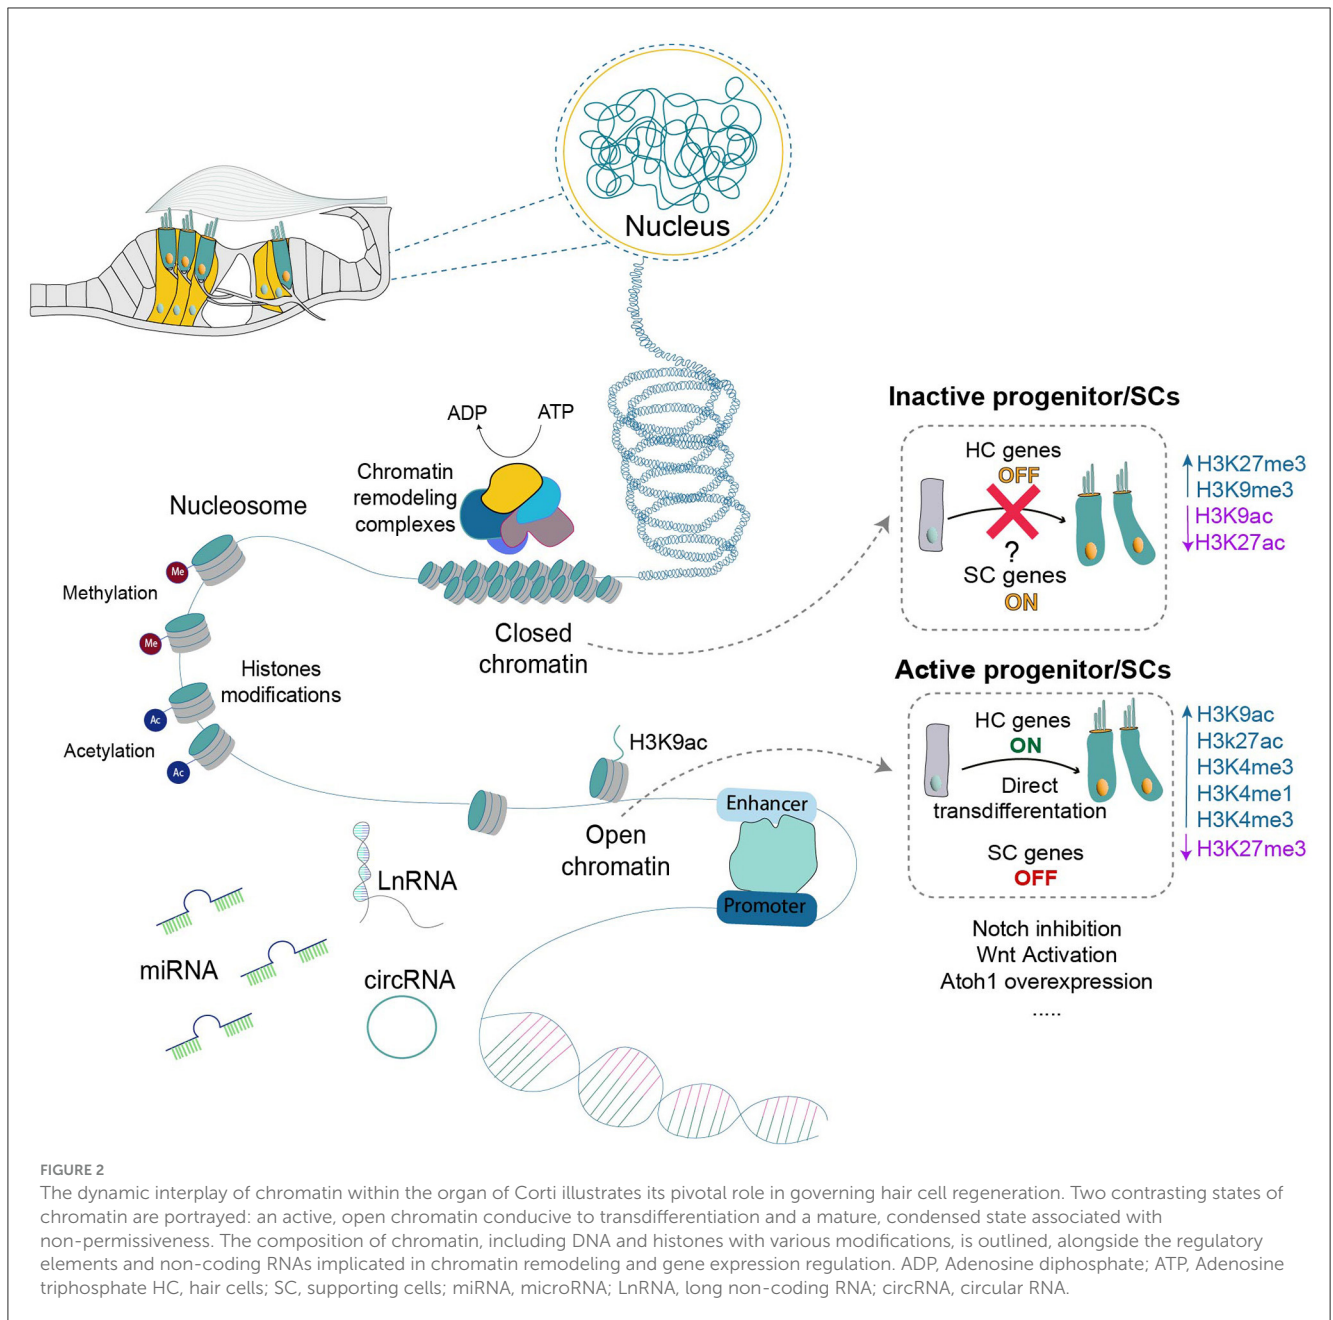 Nucleus
ADP
ATP
Chromatin
remodeling
complexes
Nucleosome
Me
Methylation
Me
Histones
modifications
Ac
Acetylation
Ac
Closed
chromatin
H3K9ac
Open
chromatin
Enhancer
Promoter
LnRNA
miRNA
circRNA
Inactive progenitor/SCs
HC genes
OFF
?
SC genes
ON
H3K27me3
H3K9me3
H3K9ac
H3K27ac
Active progenitor/SCs
HC genes
ON
Direct
transdifferentation
SC genes
OFF
H3K9ac
H3k27ac
H3K4me3
H3K4me1
H3K4me3
H3K27me3
Notch inhibition
Wnt Activation
Atoh1 overexpression
.....
FIGURE 2
The dynamic interplay of chromatin within the organ of Corti illustrates its pivotal role in governing hair cell regeneration. Two contrasting states of
chromatin are portrayed: an active, open chromatin conducive to transdifferentiation and a mature, condensed state associated with
non-permissiveness. The composition of chromatin, including DNA and histones with various modifications, is outlined, alongside the regulatory
elements and non-coding RNAs implicated in chromatin remodeling and gene expression regulation. ADP, Adenosine diphosphate; ATP, Adenosine
triphosphate HC, hair cells; SC, supporting cells; miRNA, microRNA; LnRNA, long non-coding RNA; circRNA, circular RNA.